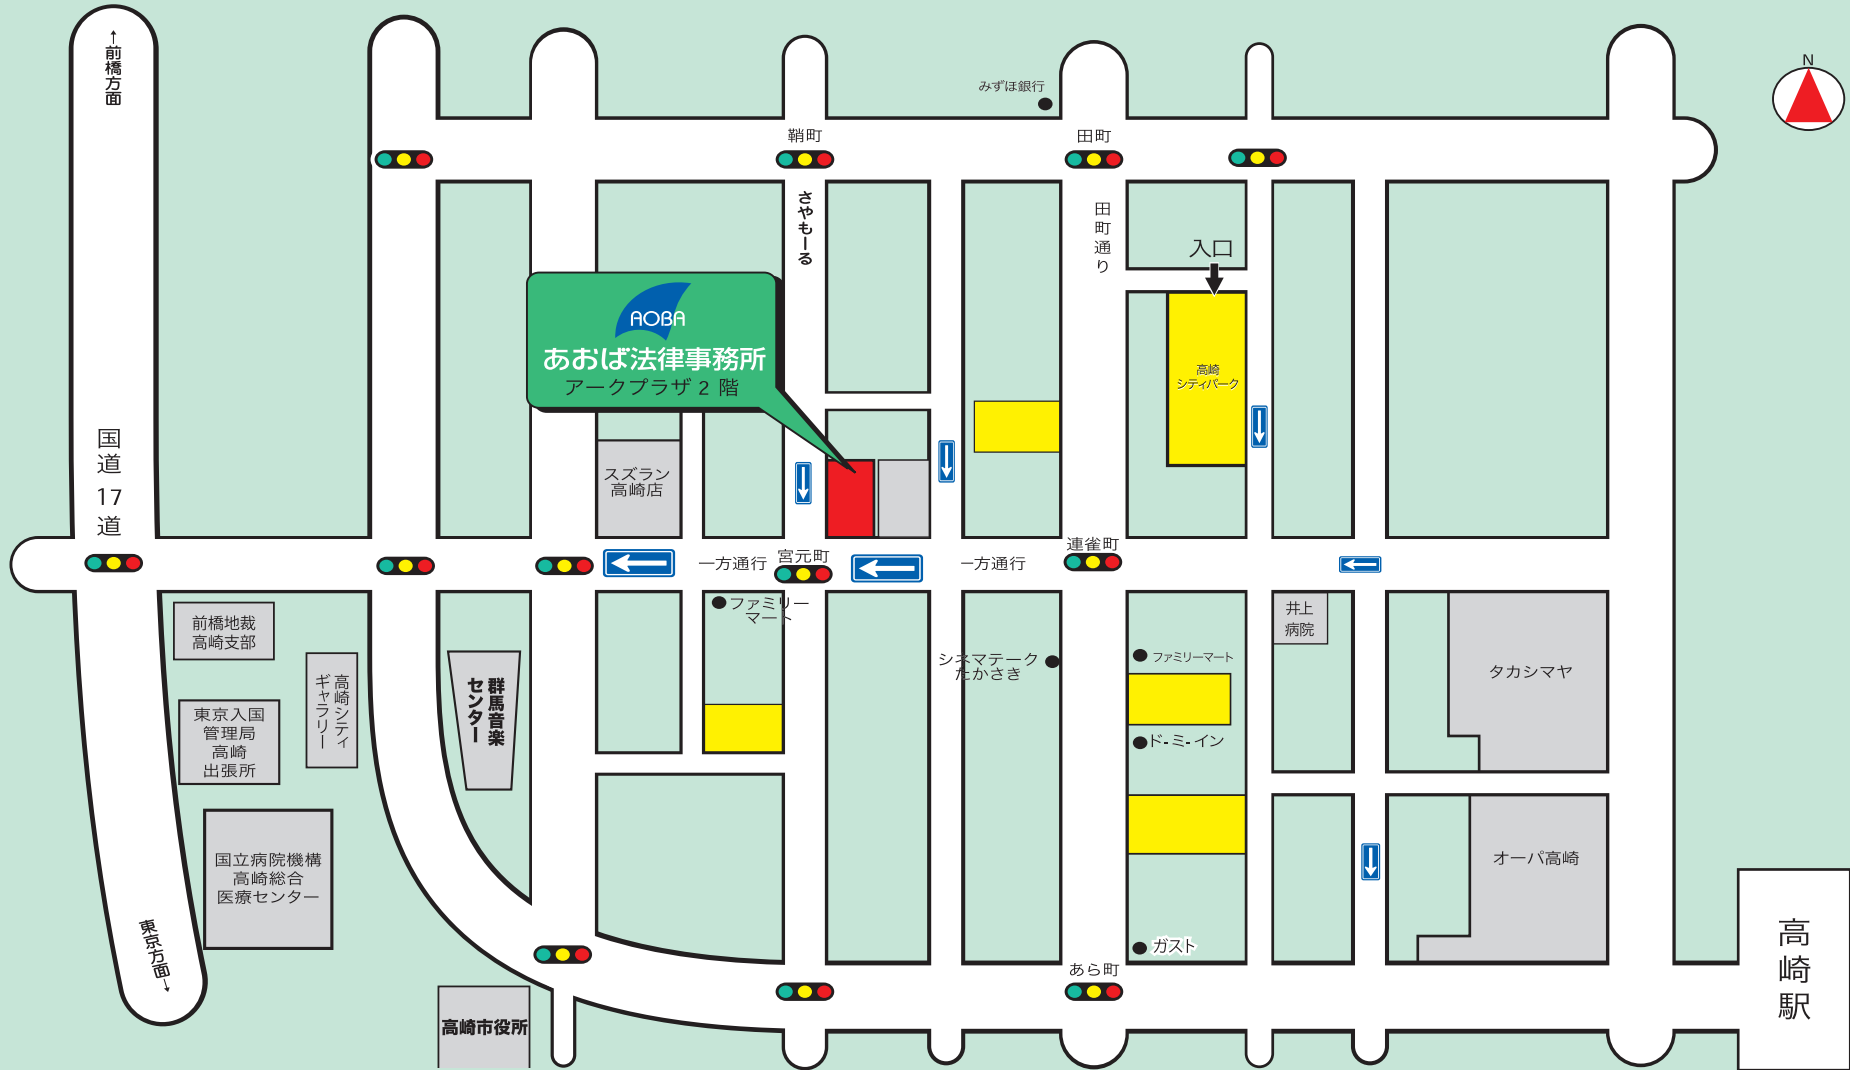 ↑前橋方面
N
みずほ銀行
鞘町
田町
さやもーる
田町通り
入口
AOBA
あおば法律事務所
アークプラザ 2 階
高崎
シティパーク
国道17道
スズラン
高崎店
一方通行
宮元町
一方通行
連雀町
ファミリー
マート
前橋地裁
高崎支部
高崎シティ
ギャラリー
群馬音楽
センター
東京入国
管理局
高崎
出張所
国立病院機構
高崎総合
医療センター
東京方面→
高崎市役所
シネマテーク
たかさき
ファミリーマート
ド-ミ-イン
ガスト
あら町
井上
病院
タカシマヤ
オーパ高崎
高崎駅